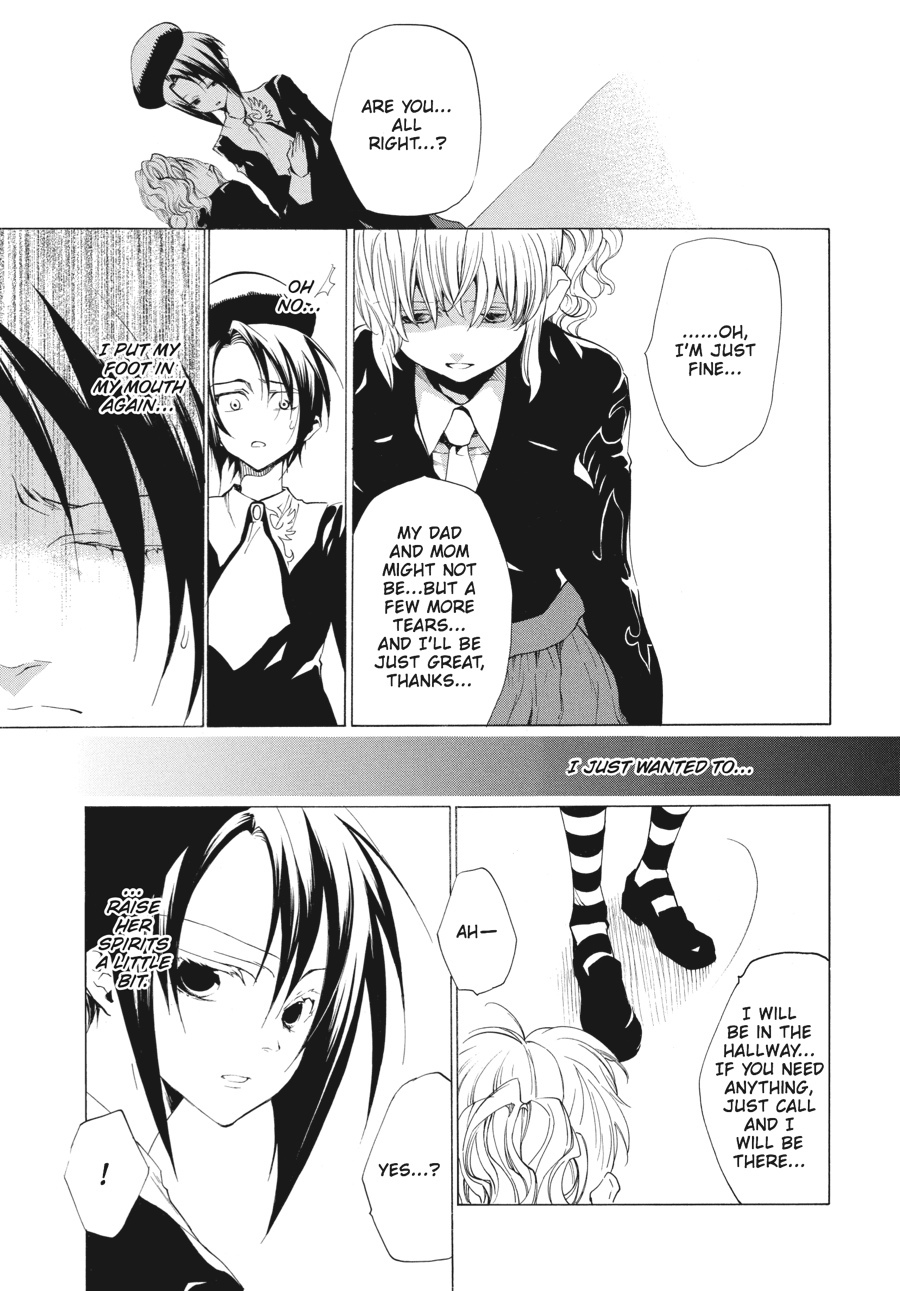 ARE YOU...
ALL
RIGHT...?
......OH,
I'M JUST
FINE...
MY DAD
AND MOM
MIGHT NOT
BE...BUT A
FEW MORE
TEARS...
AND I'LL BE
JUST GREAT,
THANKS...
OH
NO...
I PUT MY
FOOT IN
MY MOUTH
AGAIN...
I JUST WANTED TO...
I WILL
BE IN THE
HALLWAY...
IF YOU NEED
ANYTHING,
JUST CALL
AND I
WILL BE
THERE...
AH—
...
RAISE
HER
SPIRITS
A LITTLE
BIT.
YES...?
!